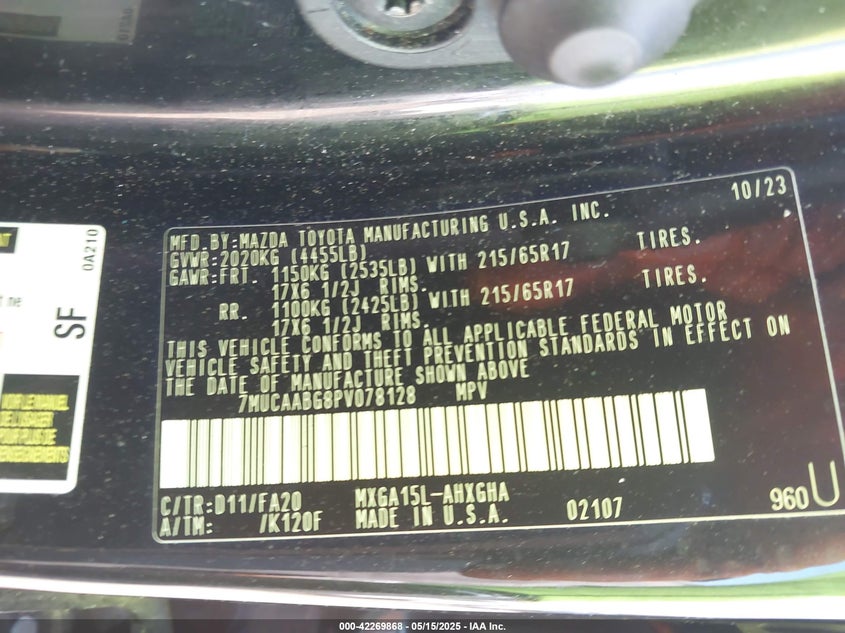 10/23
MFD.BY:MAZDA TOYOTA MANUFACTURING U.S.A. INC.
GVWR:2020KG (4455LB)
GAWR:FRT. 1150KG (2535LB) WITH 215/65R17 TIRES.
17X6 1/2J RIMS.
RR. 1100KG (2425LB) WITH 215/65R17 TIRES.
17X6 1/2J RIMS.
THIS VEHICLE CONFORMS TO ALL APPLICABLE FEDERAL MOTOR
VEHICLE SAFETY AND THEFT PREVENTION STANDARDS IN EFFECT ON
THE DATE OF MANUFACTURE SHOWN ABOVE
7MUCAABG8PV078128 MPV
C/TR:D11/FA20 MXGA15L-AHXGHA
A/TM: /K120F MADE IN U.S.A. 02107 960U
0A210
SF
000-42269868 - 05/15/2025 - IAA Inc.